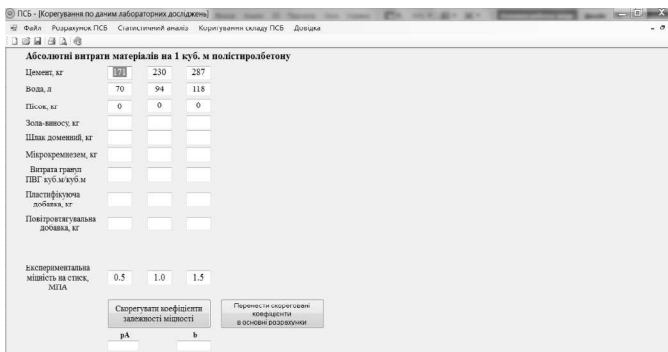 ПСБ - [Корегування по даним лабораторних досліджень]
Файл Розрахунок ПСБ Статистичний аналіз Коригування складу ПСБ Довідка
Абсолютні витрати матеріалів на 1 куб. м полістиролбетону
Цемент, кг 171 230 287
Вода, л 70 94 118
Пісок, кг 0 0 0
Зола-виносу, кг
Шлак доменний, кг
Мікрокремнезем, кг
Витрата гранул
ПВГ куб.м/куб.м
Пластифікуюча
добавка, кг
Повітровтягувальна
добавка, кг
Експериментальна
міцність на стиск,
МПА
0.5 1.0 1.5
Скорегувати коефіцієнти
залежності міцності
Перенести скореговані
коефіцієнти
в основні розрахунки
рА b